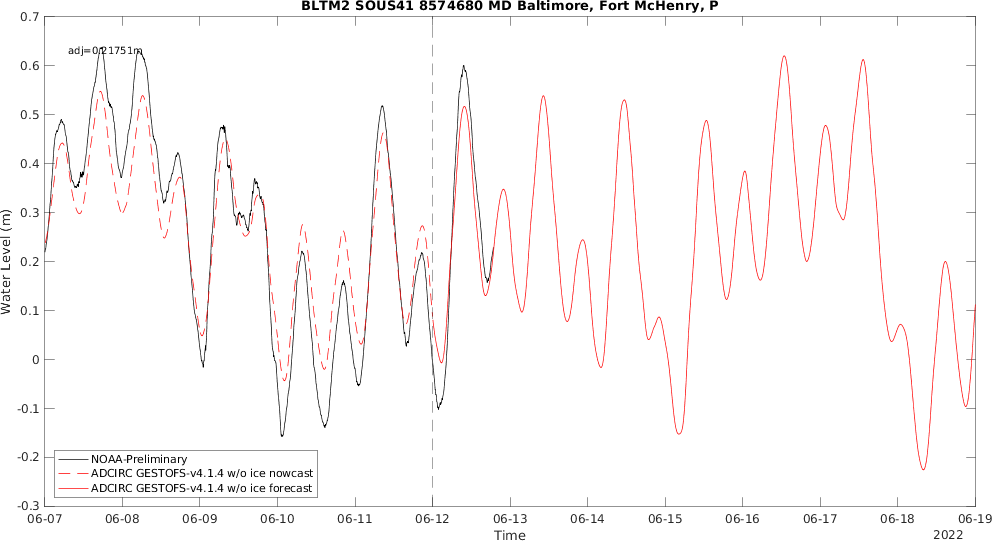 BLTM2 SOUS41 8574680 MD Baltimore, Fort McHenry, P
adj=0.21751m
Water Level (m)
0.7
0.6
0.5
0.4
0.3
0.2
0.1
0
-0.1
-0.2
-0.3
NOAA-Preliminary
ADCIRC GESTOFS-v4.1.4 w/o ice nowcast
ADCIRC GESTOFS-v4.1.4 w/o ice forecast
06-07 06-08 06-09 06-10 06-11 06-12 06-13 06-14 06-15 06-16 06-17 06-18 06-19
Time
2022